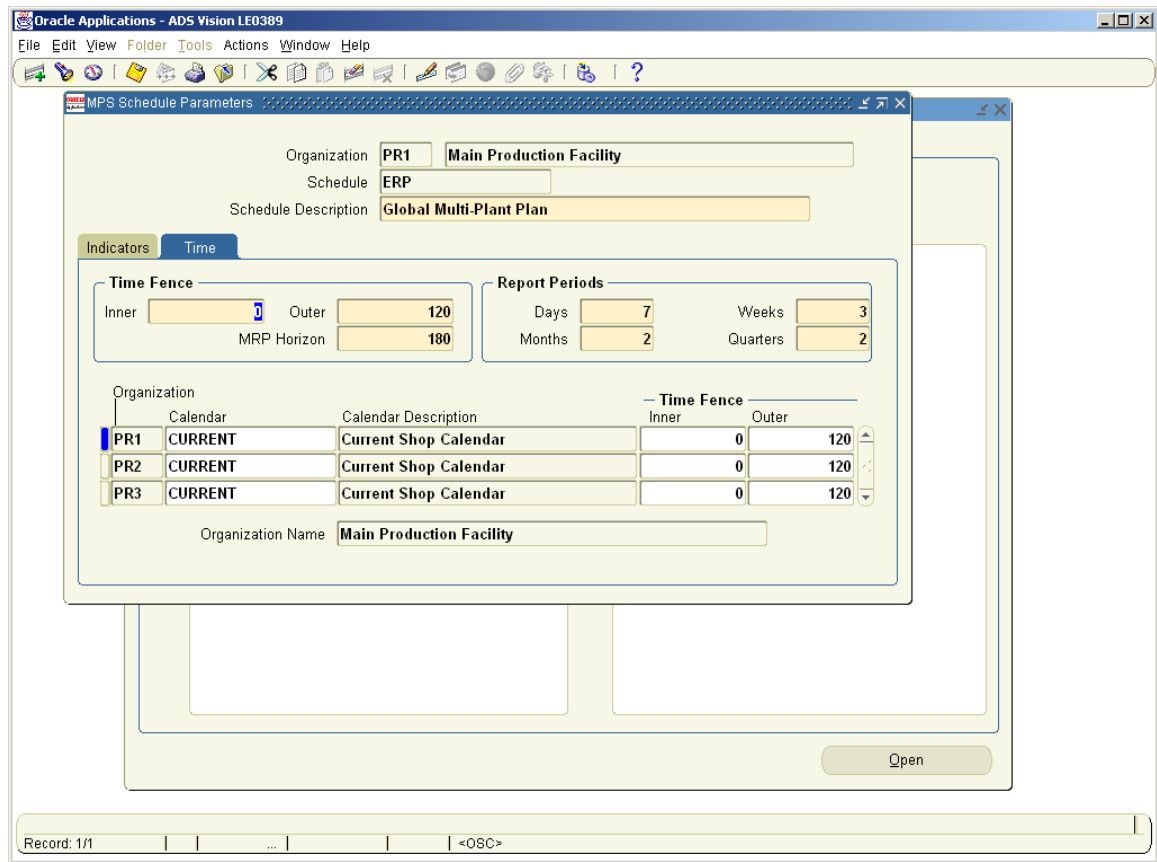 Oracle Applications - ADS Vision LE0389
File Edit View Folder Tools Actions Window Help
MPS Schedule Parameters
Organization PR1 Main Production Facility
Schedule ERP
Schedule Description Global Multi-Plant Plan
Indicators Time
Time Fence Report Periods
Inner 0 Outer 120 Days 7 Weeks 3
MRP Horizon 180 Months 2 Quarters 2
Organization Time Fence
Calendar Calendar Description Inner Outer
PR1 CURRENT Current Shop Calendar 0 120
PR2 CURRENT Current Shop Calendar 0 120
PR3 CURRENT Current Shop Calendar 0 120
Organization Name Main Production Facility
Open
Record: 1/1 ... <OSC>